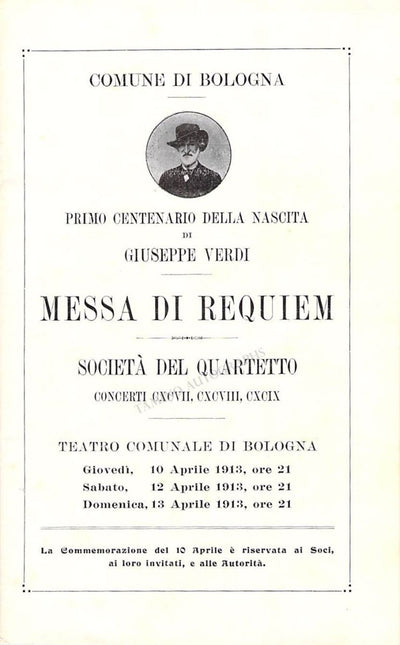 COMUNE DI BOLOGNA
PRIMO CENTENARIO DELLA NASCITA
DI
GIUSEPPE VERDI
MESSA DI REQUIEM
SOCIETÀ DEL QUARTETTO
CONCERTI CXCVII, CXCVIII, CXCIX
TAMINO AUTOGRAPHS
TEATRO COMUNALE DI BOLOGNA
Giovedì, 10 Aprile 1913, ore 21
Sabato, 12 Aprile 1913, ore 21
Domenica, 13 Aprile 1913, ore 21
La Commemorazione del 10 Aprile è riservata ai Soci,
ai loro invitati, e alle Autorità.